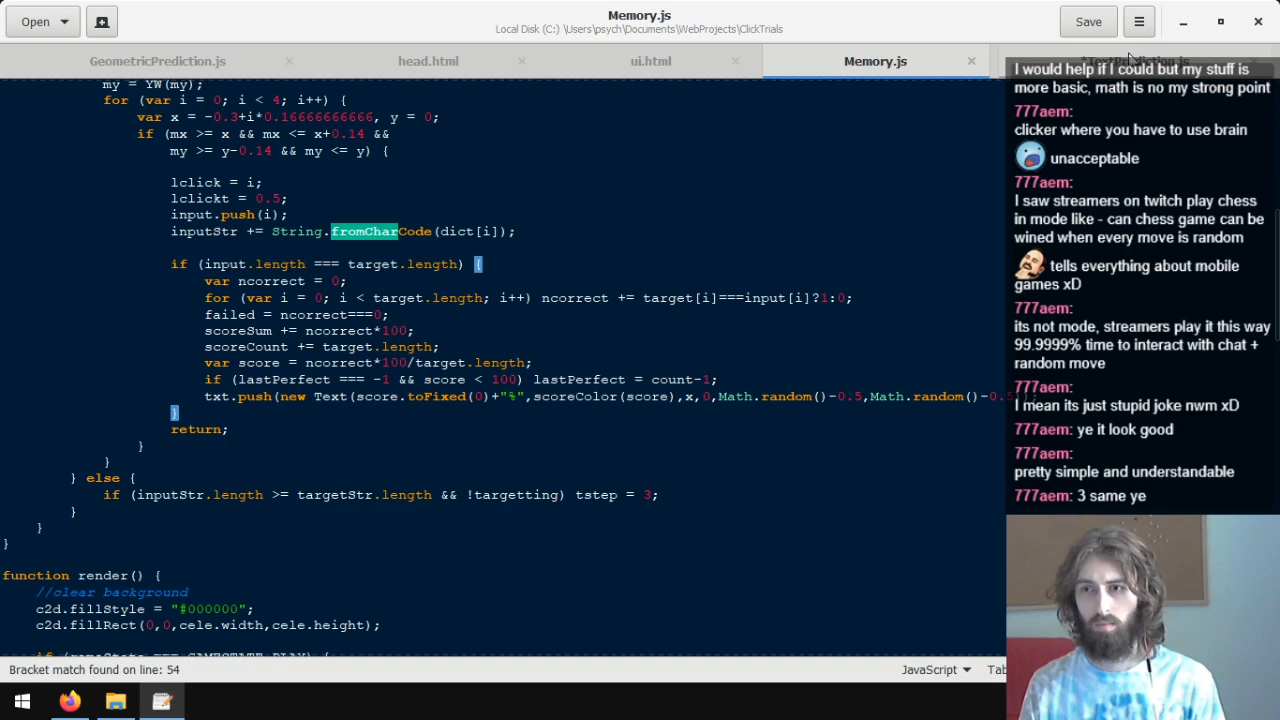 Open
Memory.js
Local Disk (C:) \Users\psych\Documents\WebProjects\ClickTrials
Save
GeometricPrediction.js
head.html
ui.html
Memory.js
*TextPrediction.js
my = YW(my);
for (var i = 0; i < 4; i++) {
var x = -0.3+i*0.16666666666, y = 0;
if (mx >= x && mx <= x+0.14 &&
my >= y-0.14 && my <= y) {
lclick = i;
lclickt = 0.5;
input.push(i);
inputStr += String.fromCharCode(dict[i]);
if (input.length === target.length) {
var ncorrect = 0;
for (var i = 0; i < target.length; i++) ncorrect += target[i]===input[i]?1:0;
failed = ncorrect===0;
scoreSum += ncorrect*100;
scoreCount += target.length;
var score = ncorrect*100/target.length;
if (lastPerfect === -1 && score < 100) lastPerfect = count-1;
txt.push(new Text(score.toFixed(0)+"%",scoreColor(score),x,0,Math.random()-0.5,Math.random()-0.5));
}
return;
}
}
} else {
if (inputStr.length >= targetStr.length && !targetting) tstep = 3;
}
}
}
function render() {
//clear background
c2d.fillStyle = "#000000";
c2d.fillRect(0,0,cele.width,cele.height);
if (gameState === GAMESTATE.PLAY) {
Bracket match found on line: 54
JavaScript
Tab
I would help if I could but my stuff is
more basic, math is no my strong point
777aem:
clicker where you have to use brain
unacceptable
777aem:
I saw streamers on twitch play chess
in mode like - can chess game can be
wined when every move is random
tells everything about mobile
games xD
777aem:
its not mode, streamers play it this way
99.9999% time to interact with chat +
random move
777aem:
I mean its just stupid joke nwm xD
777aem: ye it look good
777aem:
pretty simple and understandable
777aem: 3 same ye